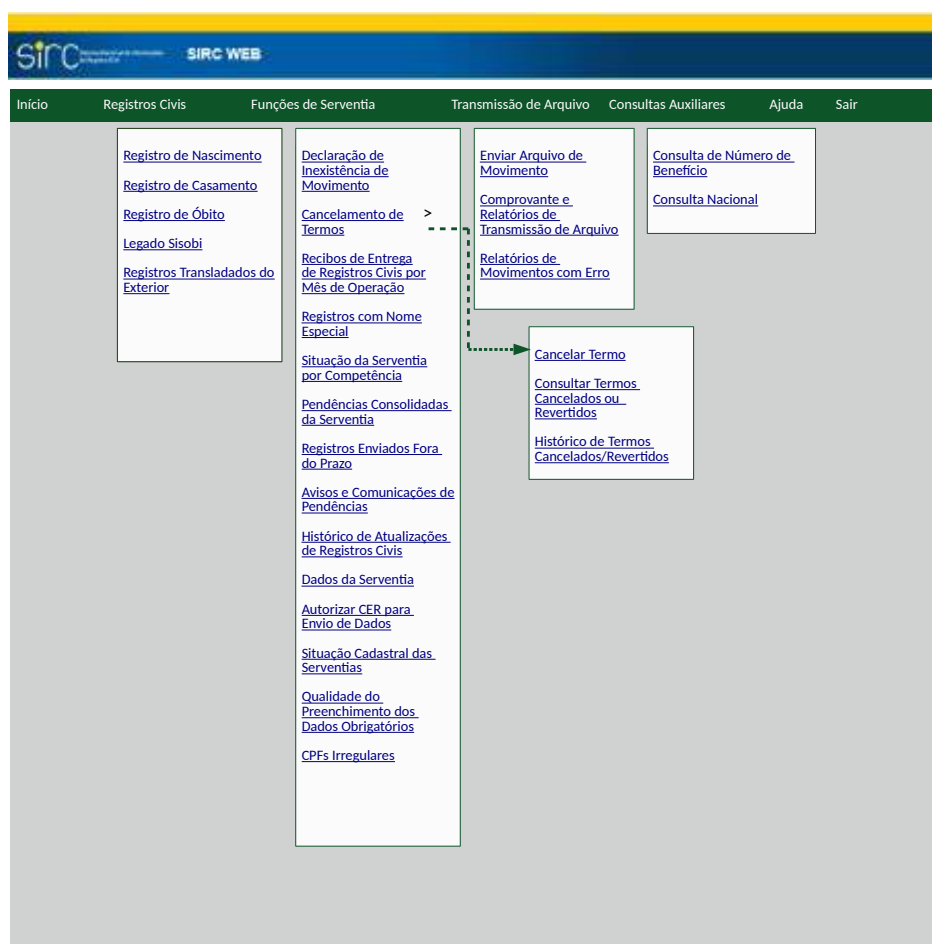 sirc
SIRC WEB
Início Registros Civis Funções de Serventia Transmissão de Arquivo Consultas Auxiliares Ajuda Sair
Registro de Nascimento
Registro de Casamento
Registro de Óbito
Legado Sisobi
Registros Transladados do
Exterior
Declaração de
Inexistência de
Movimento
Cancelamento de >
Termos
Recibos de Entrega
de Registros Civis por
Mês de Operação
Registros com Nome
Especial
Situação da Serventia
por Competência
Pendências Consolidadas
da Serventia
Registros Enviados Fora
do Prazo
Avisos e Comunicações de
Pendências
Histórico de Atualizações
de Registros Civis
Dados da Serventia
Autorizar CER para
Envio de Dados
Situação Cadastral das
Serventias
Qualidade do
Preenchimento dos
Dados Obrigatórios
CPFs Irregulares
Enviar Arquivo de
Movimento
Comprovante e
Relatórios de
Transmissão de Arquivo
Relatórios de
Movimentos com Erro
Consulta de Número de
Benefício
Consulta Nacional
Cancelar Termo
Consultar Termos
Cancelados ou
Revertidos
Histórico de Termos
Cancelados/Revertidos